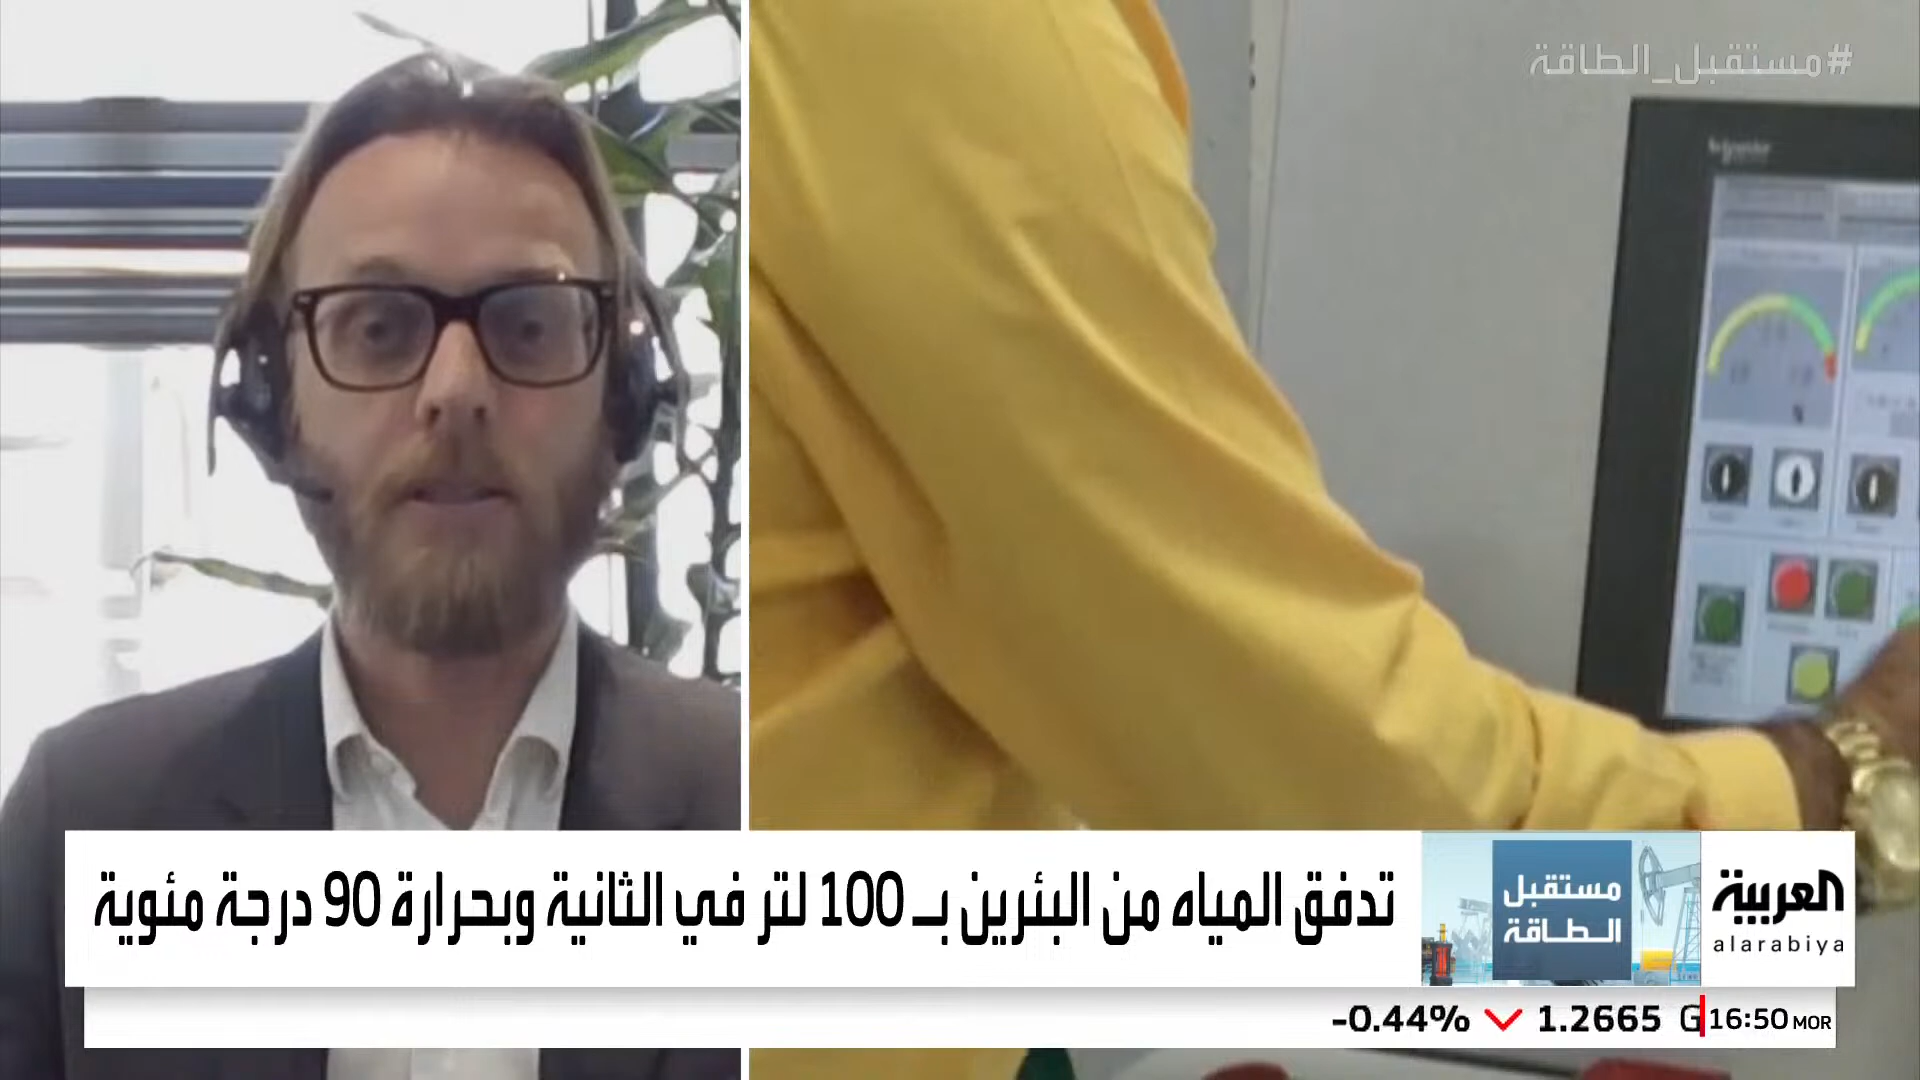 #مستقبل_الطاقة
العربية
alarabiya
مستقبل
الطاقة
تدفق المياه من البئرين بـ 100 لتر في الثانية وبحرارة 90 درجة مئوية
-0.44% 1.2665 G
16:50 MOR